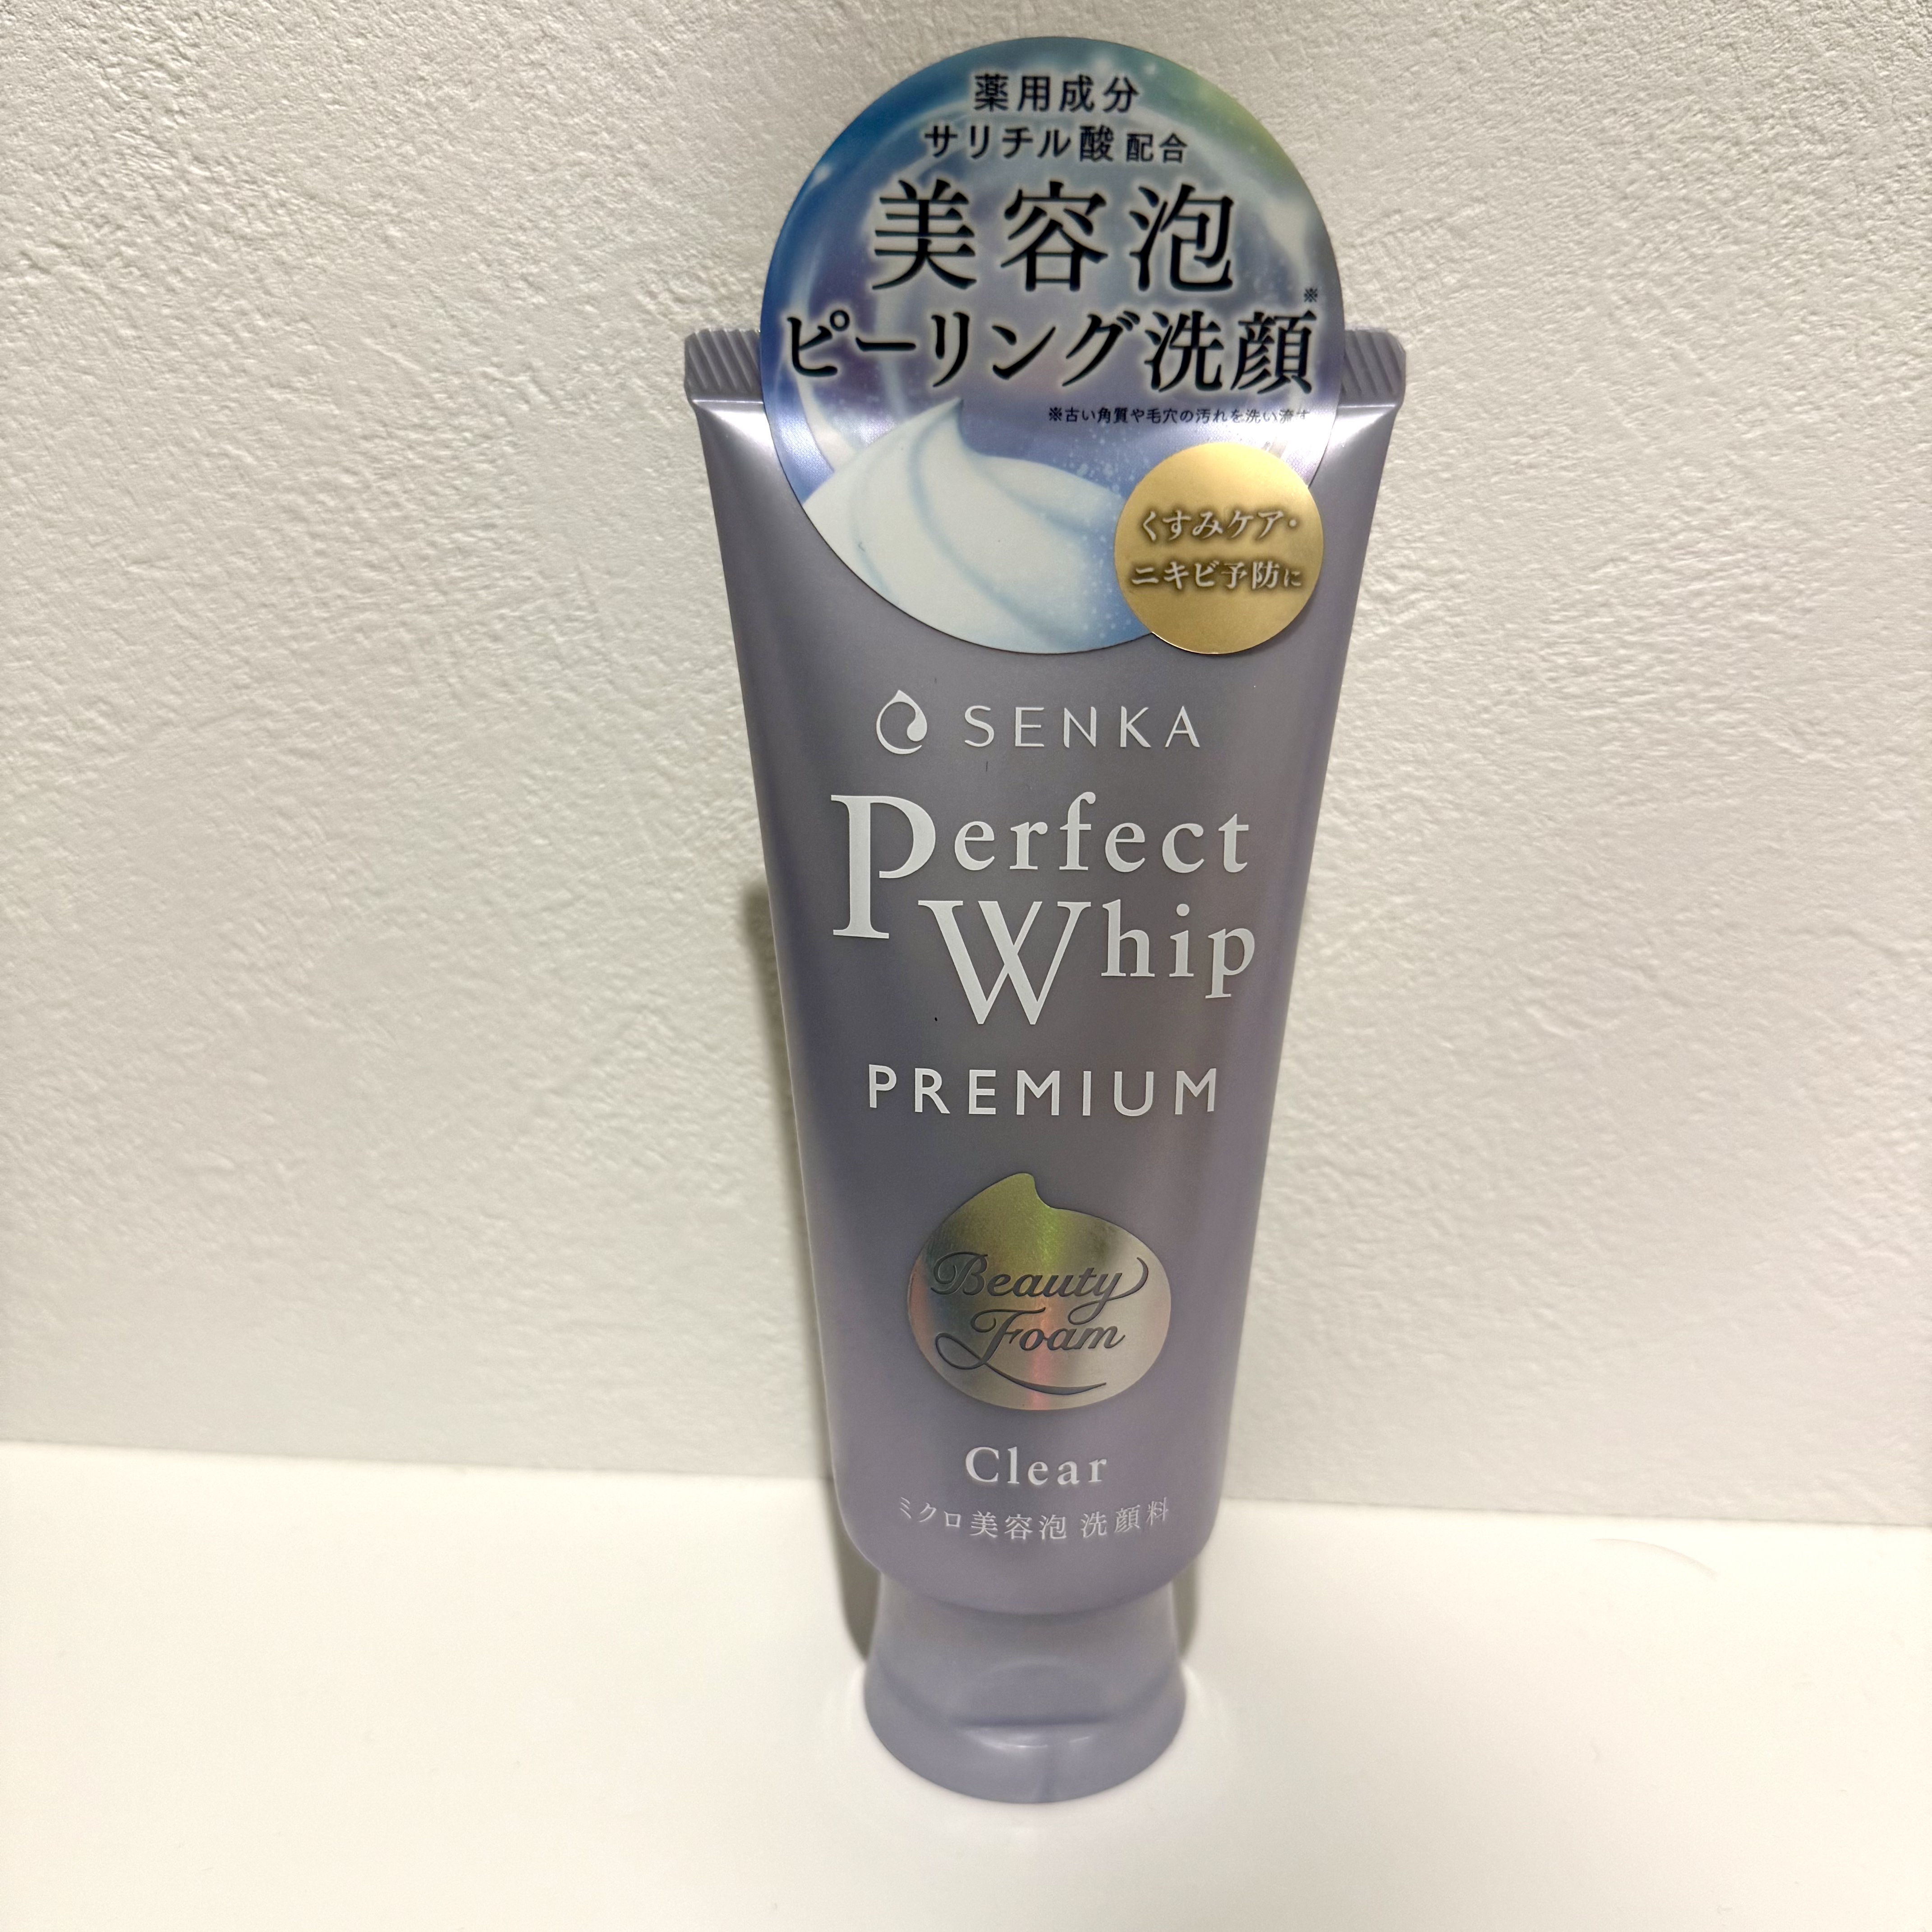 薬用成分
サリチル酸 配合
美容泡
ピーリング洗顔※
※古い角質や毛穴の汚れを洗い流す
くすみケア・
ニキビ予防に
SENKA
Perfect
Whip
PREMIUM
Beauty
Foam
Clear
ミクロ美容泡 洗顔料